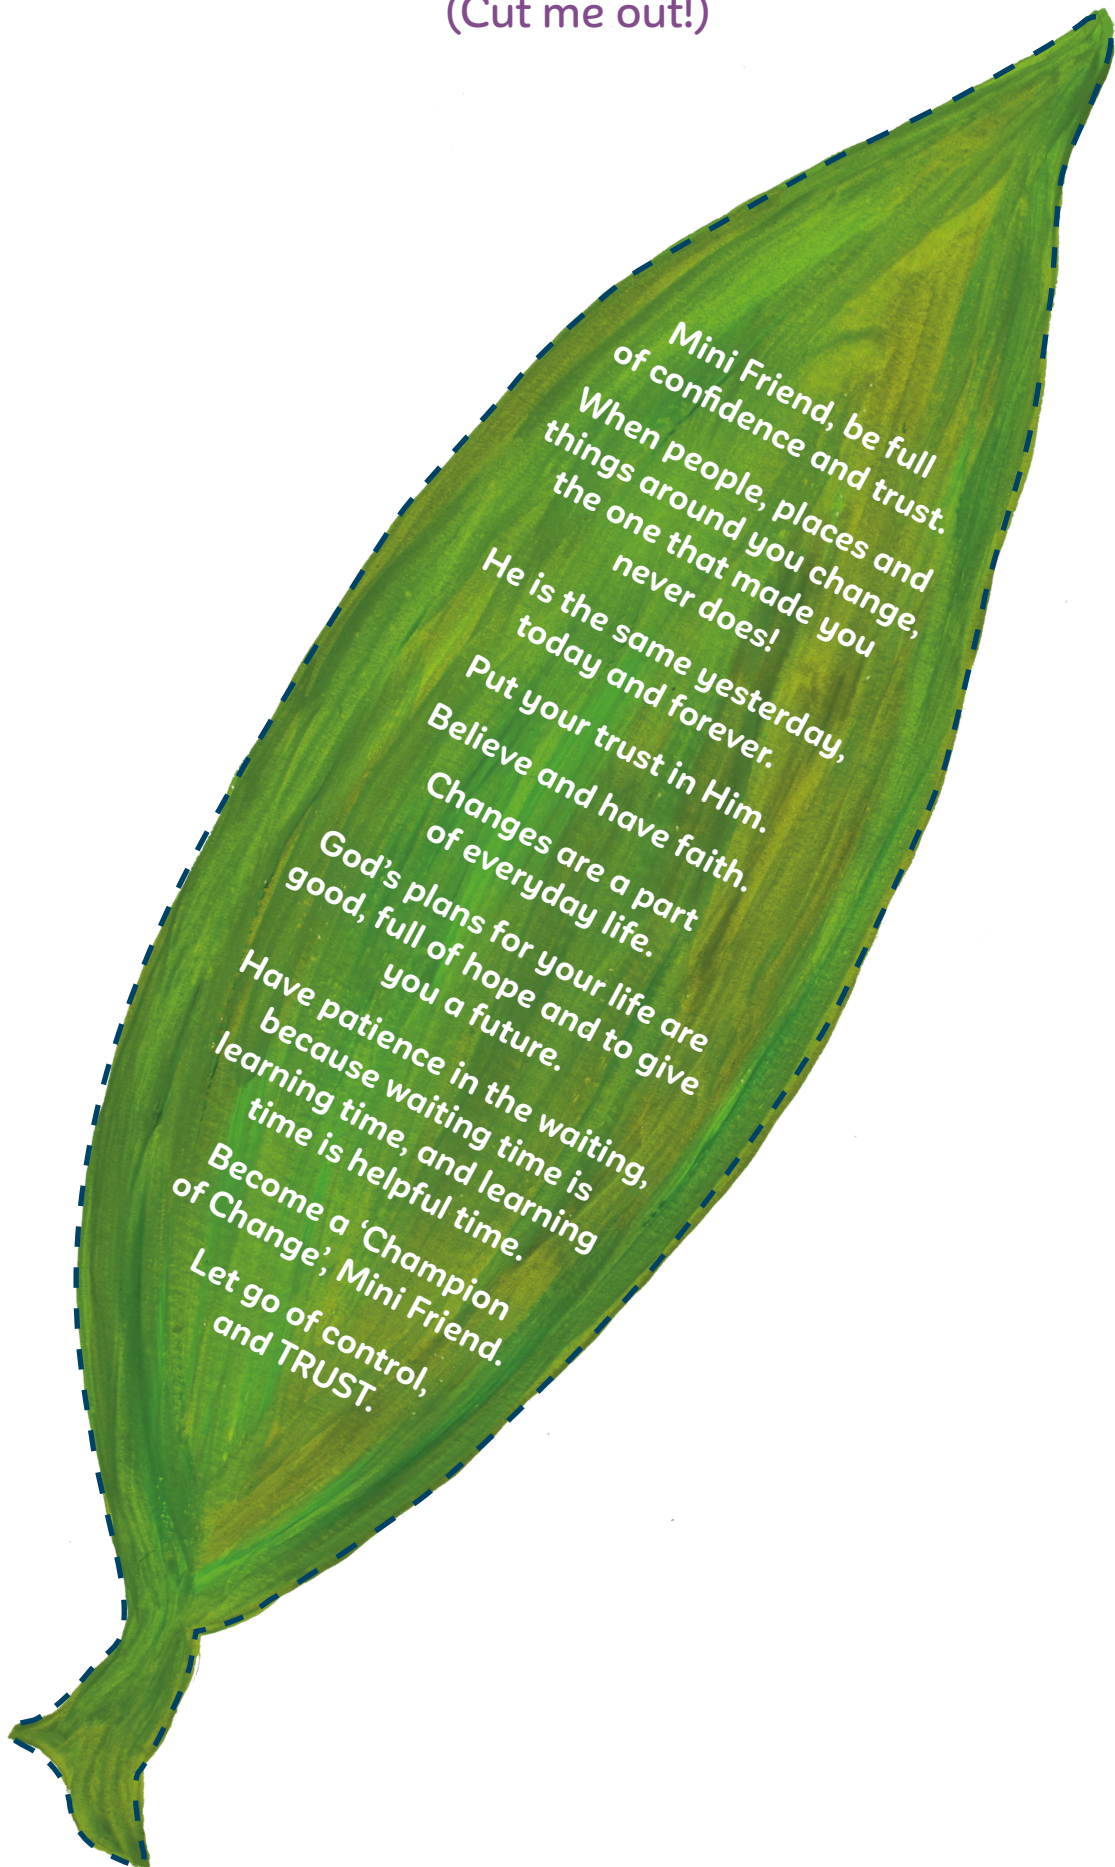 (Cut me out!)
Mini Friend, be full
of confidence and trust.
When people, places and
things around you change,
the one that made you
never does!
He is the same yesterday,
today and forever.
Put your trust in Him.
Believe and have faith.
Changes are a part
of everyday life.
God’s plans for your life are
good, full of hope and to give
you a future.
Have patience in the waiting,
because waiting time is
learning time, and learning
time is helpful time.
Become a ‘Champion
of Change’, Mini Friend.
Let go of control,
and TRUST.